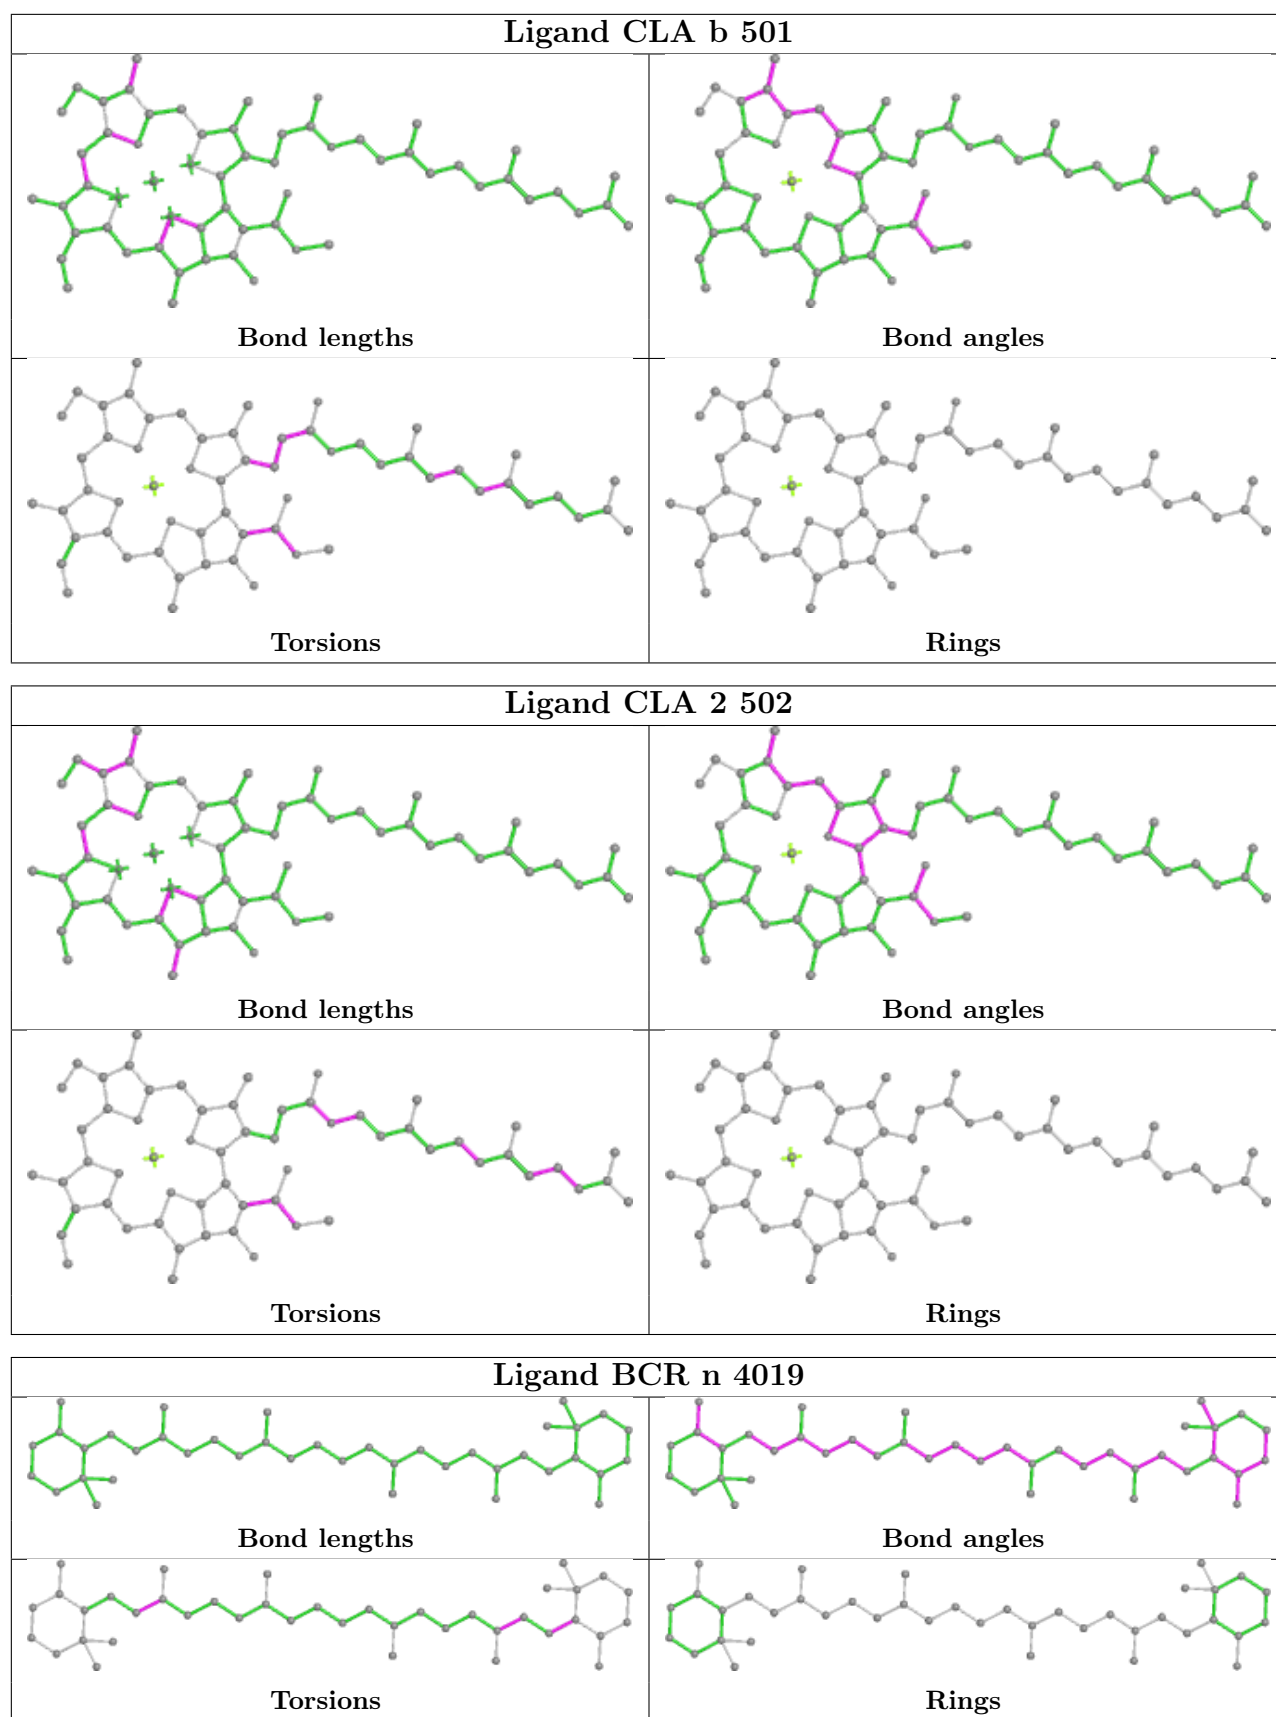 Ligand CLA b 501
Bond lengths
Bond angles
Torsions
Rings
Ligand CLA 2 502
Bond lengths
Bond angles
Torsions
Rings
Ligand BCR n 4019
Bond lengths
Bond angles
Torsions
Rings